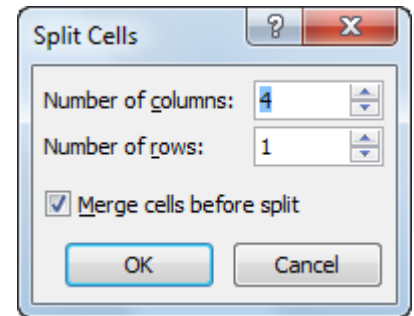 Split Cells
Number of columns: 4
Number of rows: 1
Merge cells before split
OK Cancel